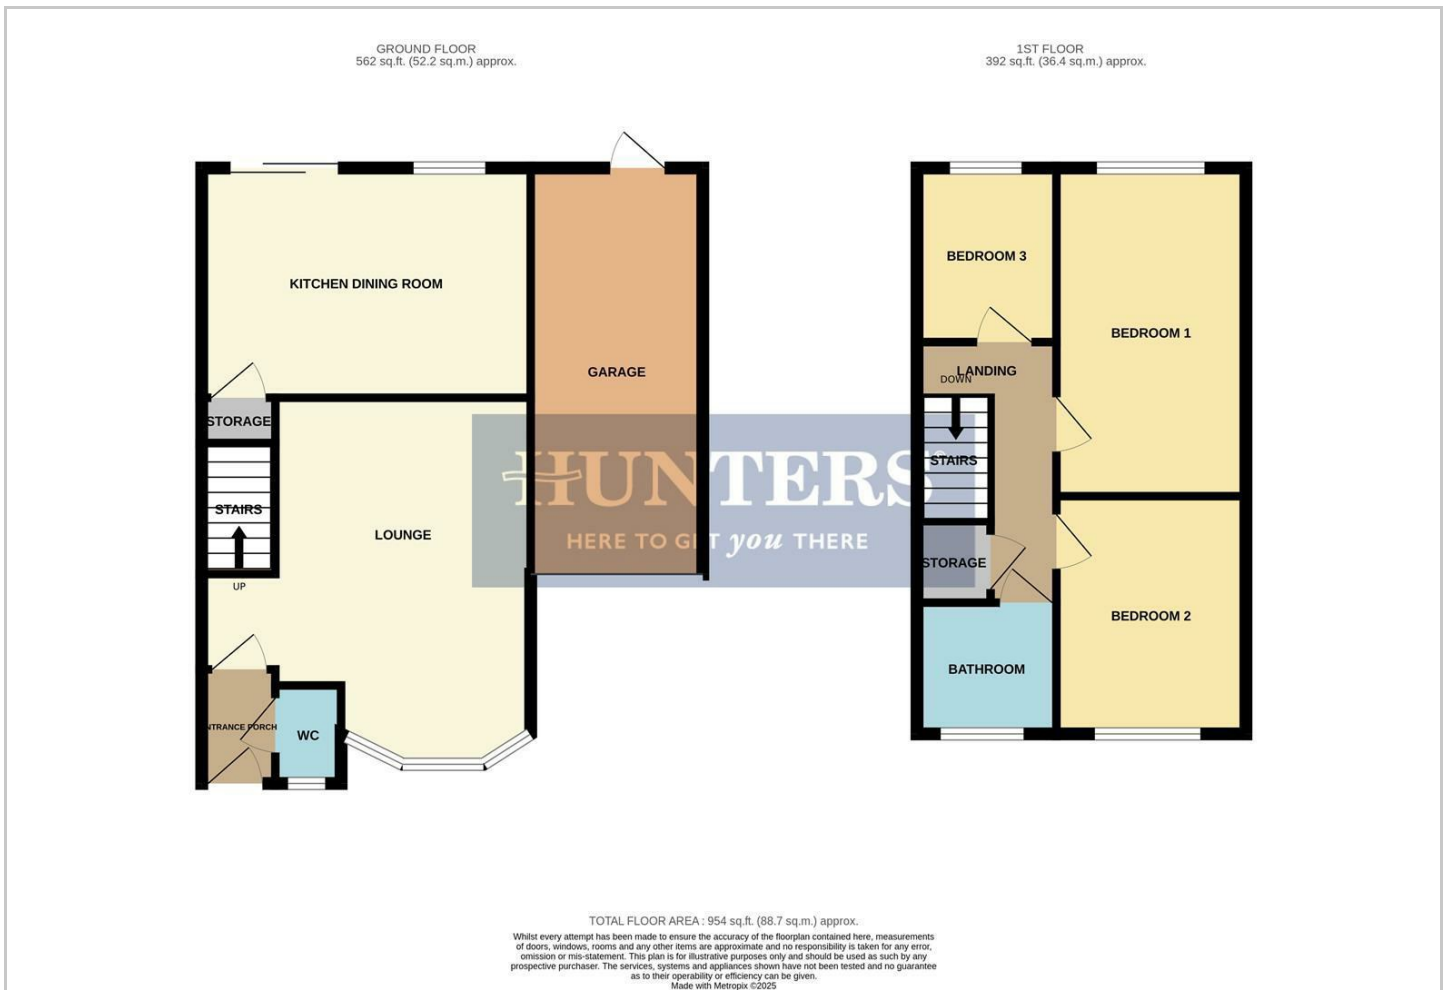 GROUND FLOOR
562 sq.ft. (52.2 sq.m.) approx.
1ST FLOOR
392 sq.ft. (36.4 sq.m.) approx.
KITCHEN DINING ROOM
GARAGE
STORAGE
STAIRS
UP
LOUNGE
NTRANCE PORCH
WC
BEDROOM 3
BEDROOM 1
LANDING
DOWN
STAIRS
STORAGE
BEDROOM 2
BATHROOM
HUNTERS®
HERE TO GET you THERE
TOTAL FLOOR AREA : 954 sq.ft. (88.7 sq.m.) approx.
Whilst every attempt has been made to ensure the accuracy of the floorplan contained here, measurements
of doors, windows, rooms and any other items are approximate and no responsibility is taken for any error,
omission or mis-statement. This plan is for illustrative purposes only and should be used as such by any
prospective purchaser. The services, systems and appliances shown have not been tested and no guarantee
as to their operability or efficiency can be given.
Made with Metropix ©2025